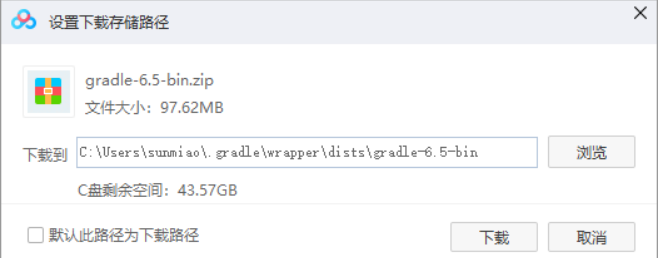 设置下载存储路径
gradle-6.5-bin.zip
文件大小：97.62MB
下载到 C:\Users\sunmiao\.gradle\wrapper\dists\gradle-6.5-bin 浏览
C盘剩余空间：43.57GB
默认此路径为下载路径 下载 取消